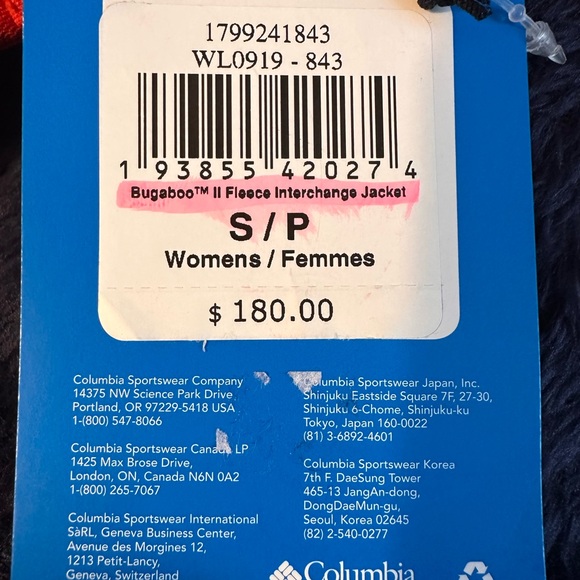 1799241843
WL0919 - 843
1 93855 42027 4
Bugaboo™ II Fleece Interchange Jacket
S / P
Womens / Femmes
$ 180.00
Columbia Sportswear Company
14375 NW Science Park Drive
Portland, OR 97229-5418 USA
1-(800) 547-8066
Columbia Sportswear Canada LP
1425 Max Brose Drive,
London, ON, Canada N6N 0A2
1-(800) 265-7067
Columbia Sportswear International
SàRL, Geneva Business Center,
Avenue des Morgines 12,
1213 Petit-Lancy,
Geneva, Switzerland
Columbia Sportswear Japan, Inc.
Shinjuku Eastside Square 7F, 27-30,
Shinjuku 6-Chome, Shinjuku-ku
Tokyo, Japan 160-0022
(81) 3-6892-4601
Columbia Sportswear Korea
7th F. DaeSung Tower
465-13 JangAn-dong,
DongDaeMun-gu,
Seoul, Korea 02645
(82) 2-540-0277
Columbia